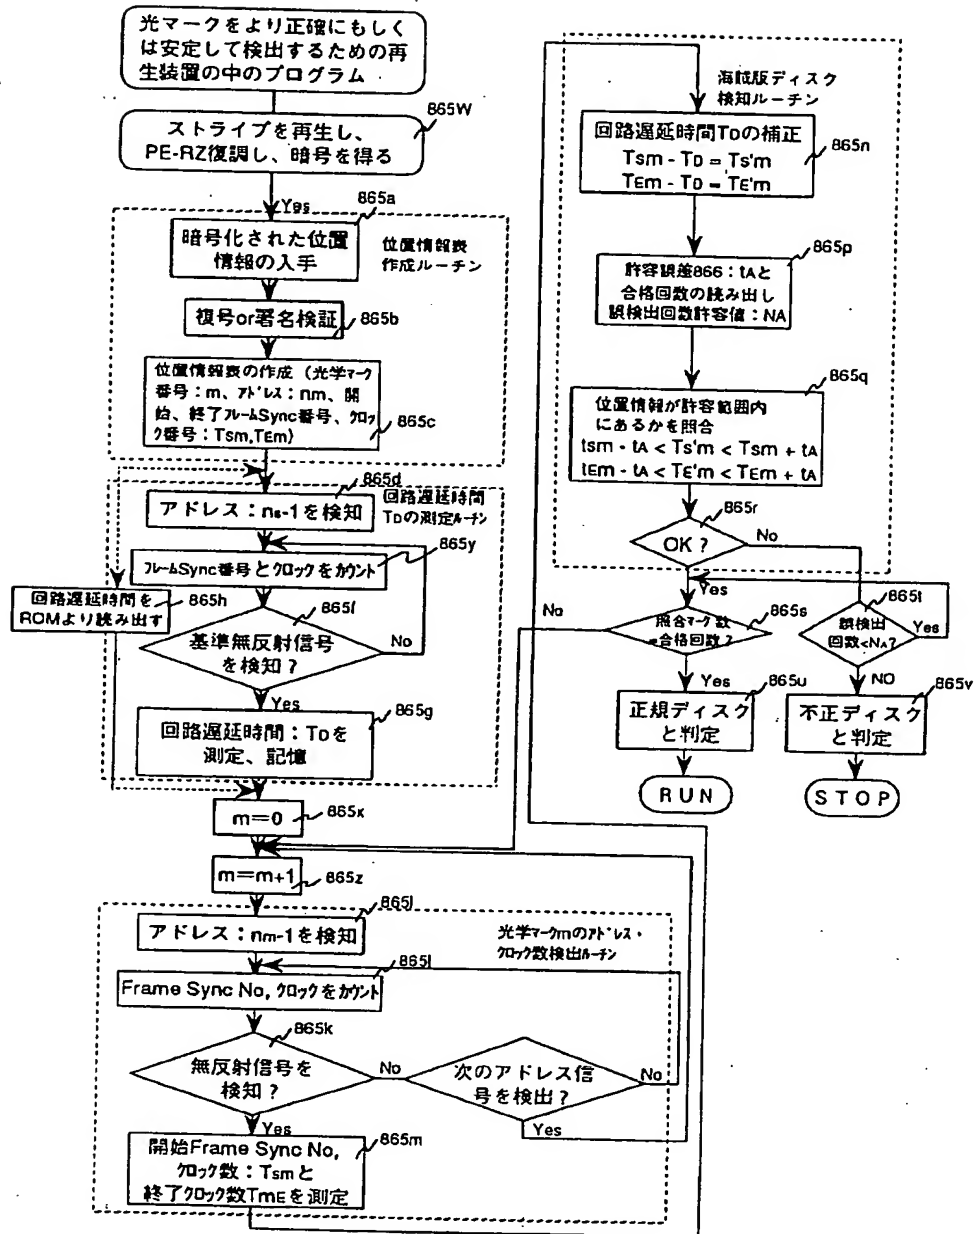 光マークをより正確にもしく
は安定して検出するための再
生装置の中のプログラム
865W
ストライプを再生し、
PE-RZ復調し、暗号を得る
Yes
865a
暗号化された位置
情報の入手
位置情報表
作成ルーチン
復号or署名検証
865b
位置情報表の作成（光学マーク
番号：m、アドレス：nm、開
始、終了フレームSync番号、クロッ
ク番号：Tsm,TEm）
865c
865d
アドレス：ns-1を検知
回路遅延時間
TDの測定ルーチン
865y
フレームSync番号とクロックをカウント
回路遅延時間を
ROMより読み出す
865h
865f
基準無反射信号
を検知？
No
Yes
865g
回路遅延時間：TDを
測定、記憶
m=0
865x
m=m+1
865z
865j
アドレス：nm-1を検知
光学マークmのアドレス・
クロック数検出ルーチン
865l
Frame Sync No, クロックをカウント
865k
無反射信号を
検知？
No
次のアドレス信
号を検出？
No
Yes
Yes
865m
開始Frame Sync No,
クロック数：Tsmと
終了クロック数TmEを測定
海賊版ディスク
検知ルーチン
回路遅延時間TDの補正
Tsm - TD = Ts'm
TEm - TD = TE'm
865n
865p
許容誤差866：tAと
合格回数の読み出し
誤検出回数許容値：NA
865q
位置情報が許容範囲内
にあるかを照合
tsm - tA < Ts'm < Tsm + tA
tEm - tA < TE'm < TEm + tA
865r
OK？
No
Yes
No
照合マーク数
=合格回数？
865s
865t
誤検出
回数<NA？
Yes
Yes
865u
NO
865v
正規ディスク
と判定
不正ディスク
と判定
RUN
STOP